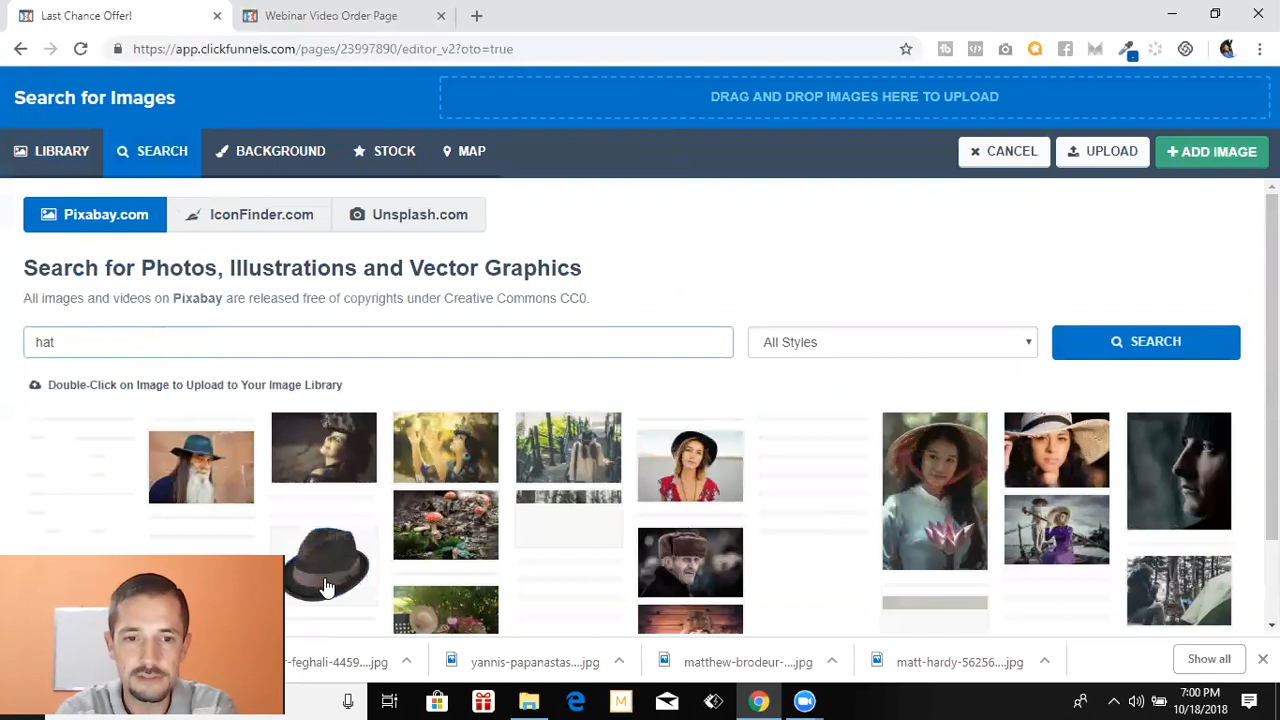 Last Chance Offer!
Webinar Video Order Page
https://app.clickfunnels.com/pages/23997890/editor_v2?oto=true
Search for Images
DRAG AND DROP IMAGES HERE TO UPLOAD
LIBRARY
SEARCH
BACKGROUND
STOCK
MAP
CANCEL
UPLOAD
ADD IMAGE
Pixabay.com
IconFinder.com
Unsplash.com
Search for Photos, Illustrations and Vector Graphics
All images and videos on Pixabay are released free of copyrights under Creative Commons CC0.
hat
All Styles
SEARCH
Double-Click on Image to Upload to Your Image Library
r-feghali-4459....jpg
yannis-papanastas....jpg
matthew-brodeur-....jpg
matt-hardy-56256....jpg
Show all
7:00 PM
10/18/2018